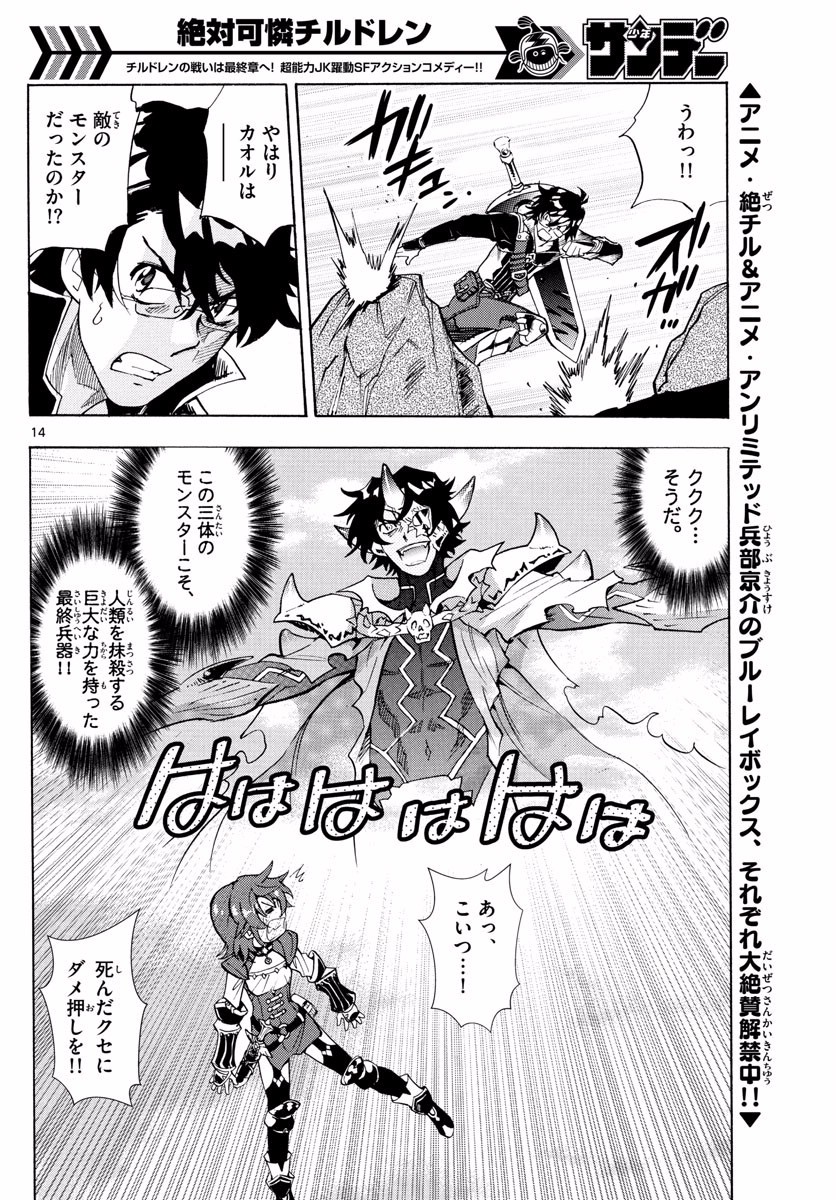 絶対可憐チルドレン
チルドレンの戦いは最終章へ! 超能力JK躍動SFアクションコメディー!!
少年
サンデー
▲アニメ・絶チル&アニメ・アンリミテッド兵部京介のブルーレイボックス、それぞれ大絶賛解禁中!!▼
うわっ!!
ガッ
ガガッ
やはり
カオルは
――
敵の
モンスター
だったのか!?
14
ククク…
そうだ。
この三体の
モンスターこそ、
人類を抹殺する
巨大な力を持った
最終兵器!!
はははははは
あっ、
こいつ…!
死んだクセに
ダメ押しを!!